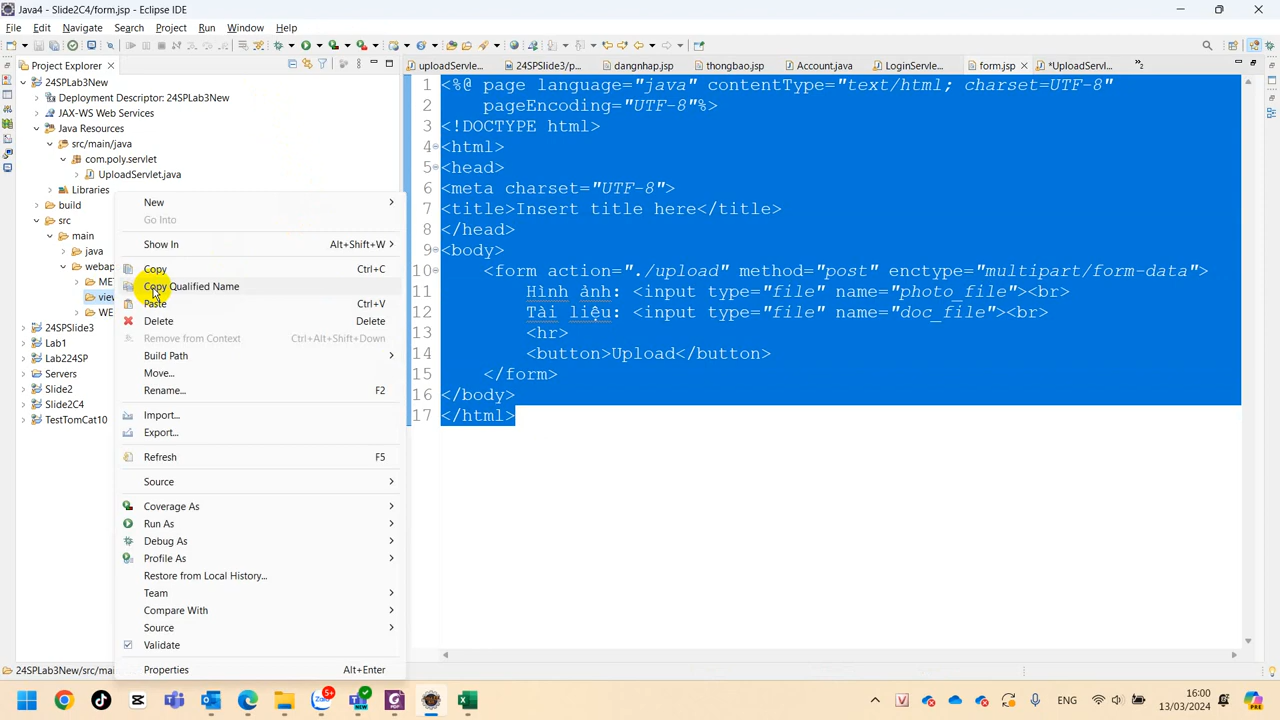 Java4 - Slide2C4/form.jsp - Eclipse IDE
File Edit Navigate Search Project Run Window Help
Project Explorer
uploadServle... 24SPSlide3/p... dangnhap.jsp thongbao.jsp Account.java LoginServle... form.jsp *UploadServl... »2
24SPLab3New
Deployment Descriptor: 24SPLab3New
JAX-WS Web Services
Java Resources
src/main/java
com.poly.servlet
UploadServlet.java
Libraries
build
src
main
java
webap
ME
view
WE
24SPSlide3
Lab1
Lab224SP
Servers
Slide2
Slide2C4
TestTomCat10
New
Go Into
Show In Alt+Shift+W
Copy Ctrl+C
Copy Qualified Name
Paste Ctrl+V
Delete Delete
Remove from Context Ctrl+Alt+Shift+Down
Build Path
Move...
Rename... F2
Import...
Export...
Refresh F5
Source
Coverage As
Run As
Debug As
Profile As
Restore from Local History...
Team
Compare With
Source
Validate
Properties Alt+Enter
1 <%@ page language="java" contentType="text/html; charset=UTF-8"
2 pageEncoding="UTF-8"%>
3 <!DOCTYPE html>
4 <html>
5 <head>
6 <meta charset="UTF-8">
7 <title>Insert title here</title>
8 </head>
9 <body>
10 <form action="./upload" method="post" enctype="multipart/form-data">
11 Hình ảnh: <input type="file" name="photo_file"><br>
12 Tài liệu: <input type="file" name="doc_file"><br>
13 <hr>
14 <button>Upload</button>
15 </form>
16 </body>
17 </html>
24SPLab3New/src/mai
5+
NEW
ENG
16:00
13/03/2024
PRE